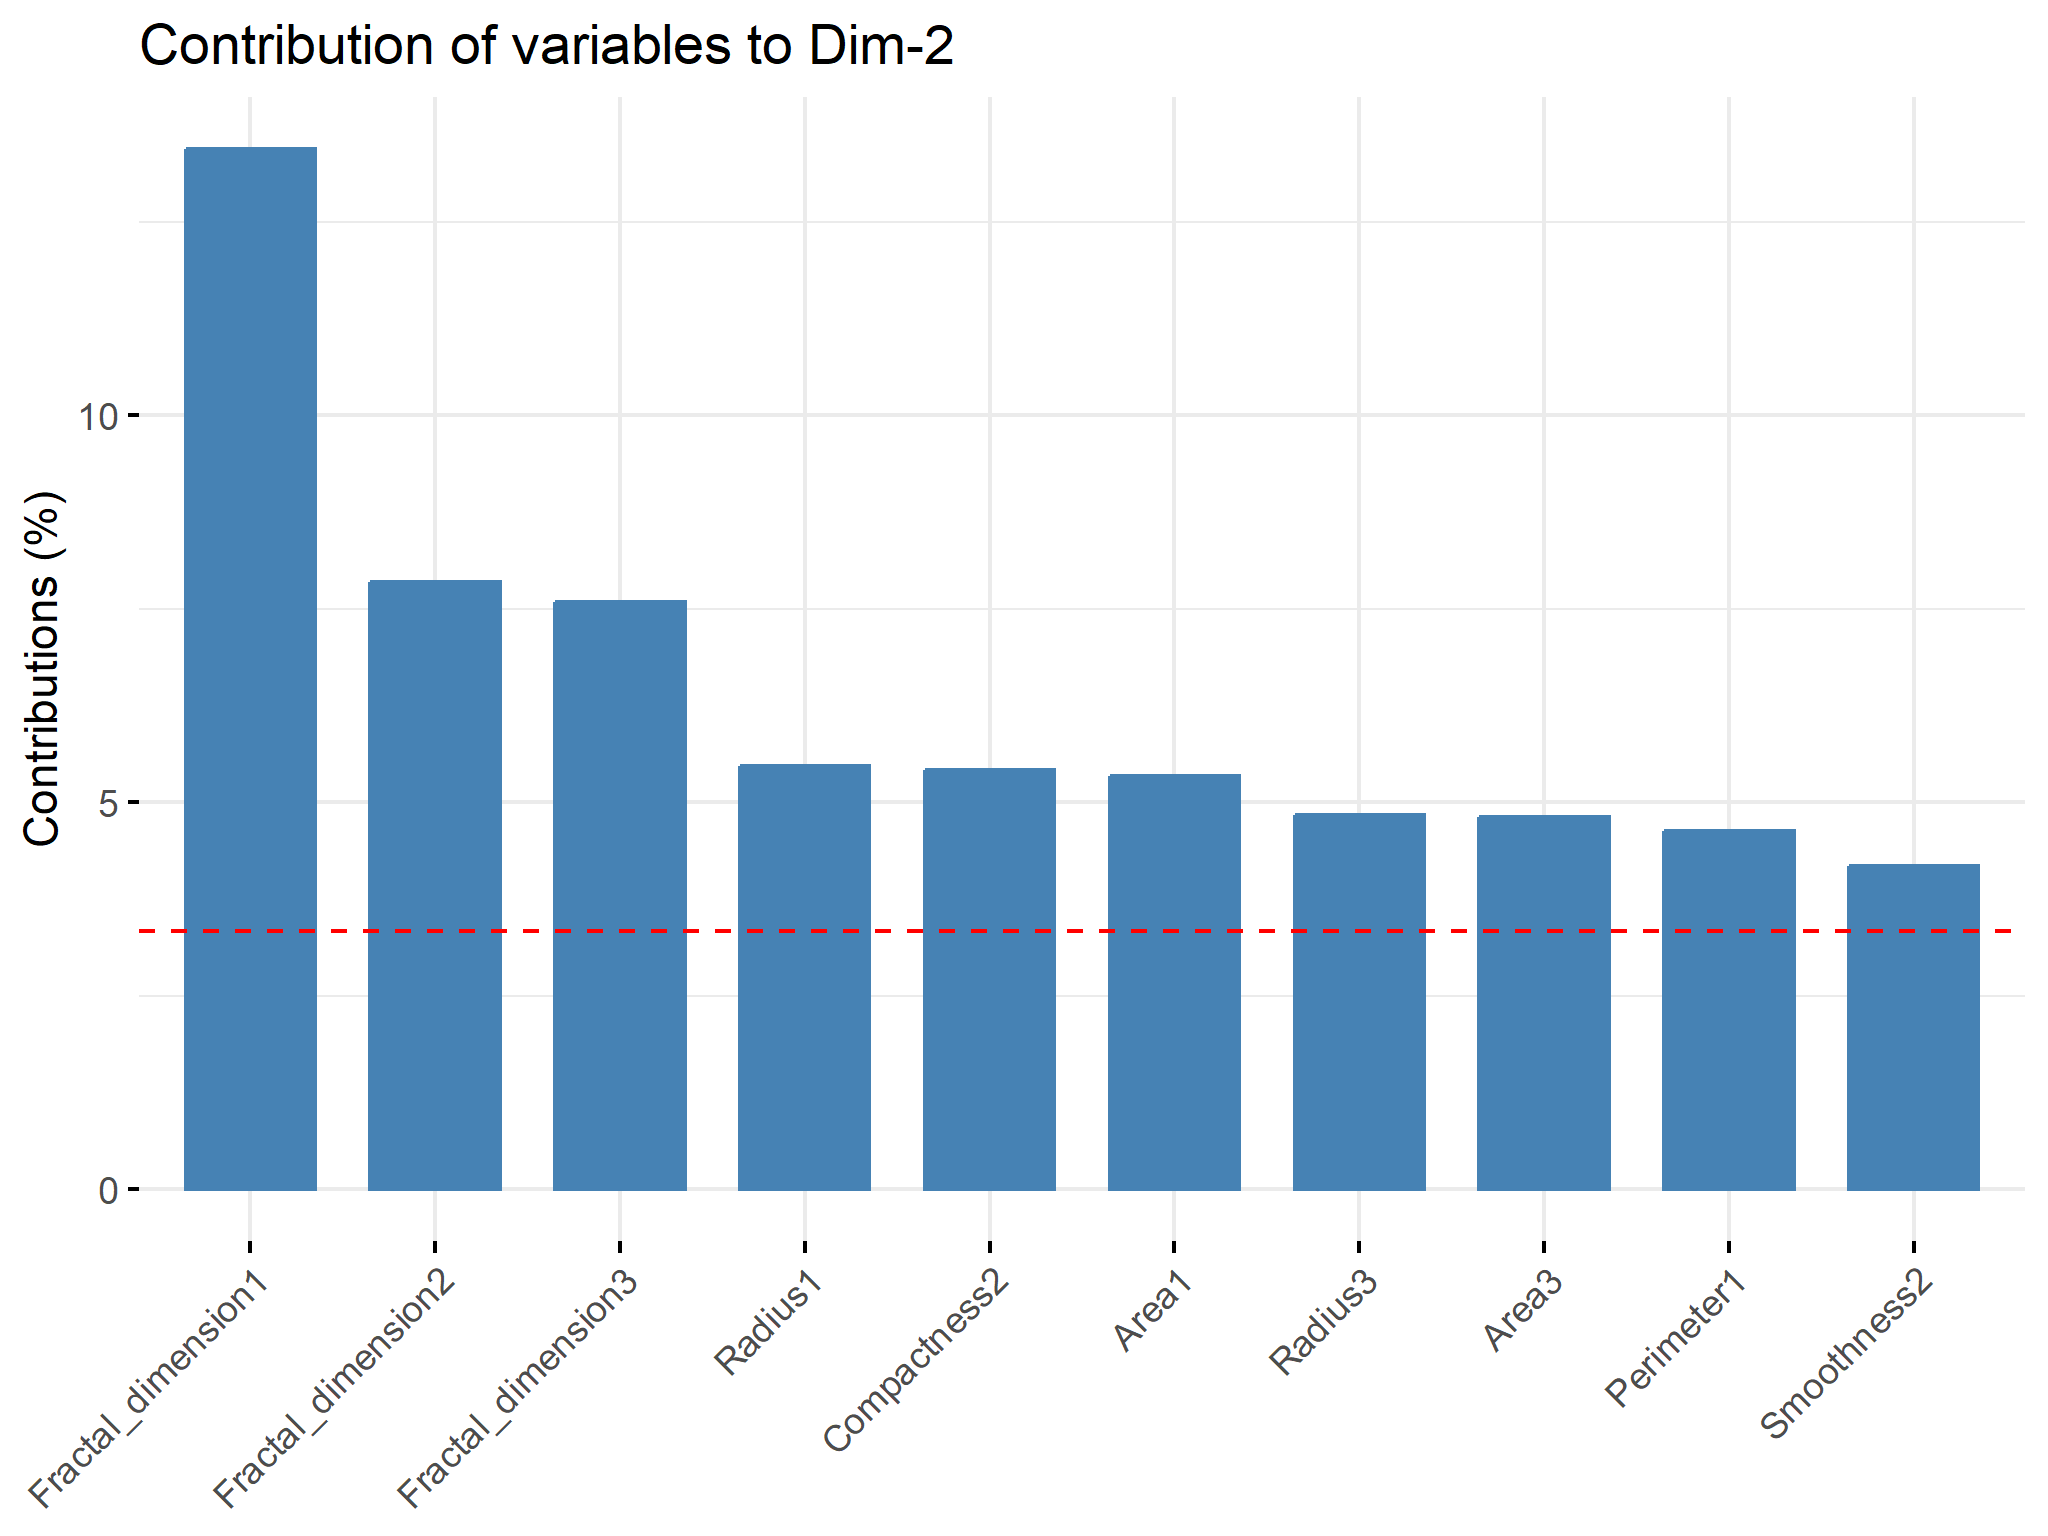 Contribution of variables to Dim-2
Contributions (%)
10
5
0
Fractal_dimension1
Fractal_dimension2
Fractal_dimension3
Radius1
Compactness2
Area1
Radius3
Area3
Perimeter1
Smoothness2